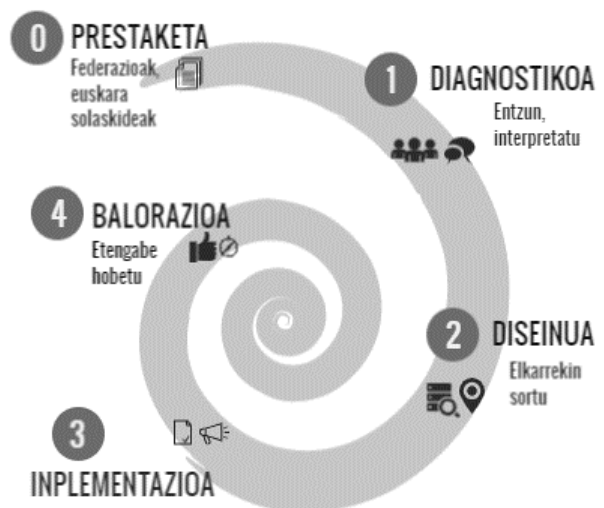 0 PRESTAKETA
Federazioak,
euskara
solaskideak
1 DIAGNOSTIKOA
Entzun,
interpretatu
2 DISEINUA
Elkarrekin
sortu
3
INPLEMENTAZIOA
4 BALORAZIOA
Etengabe
hobetu